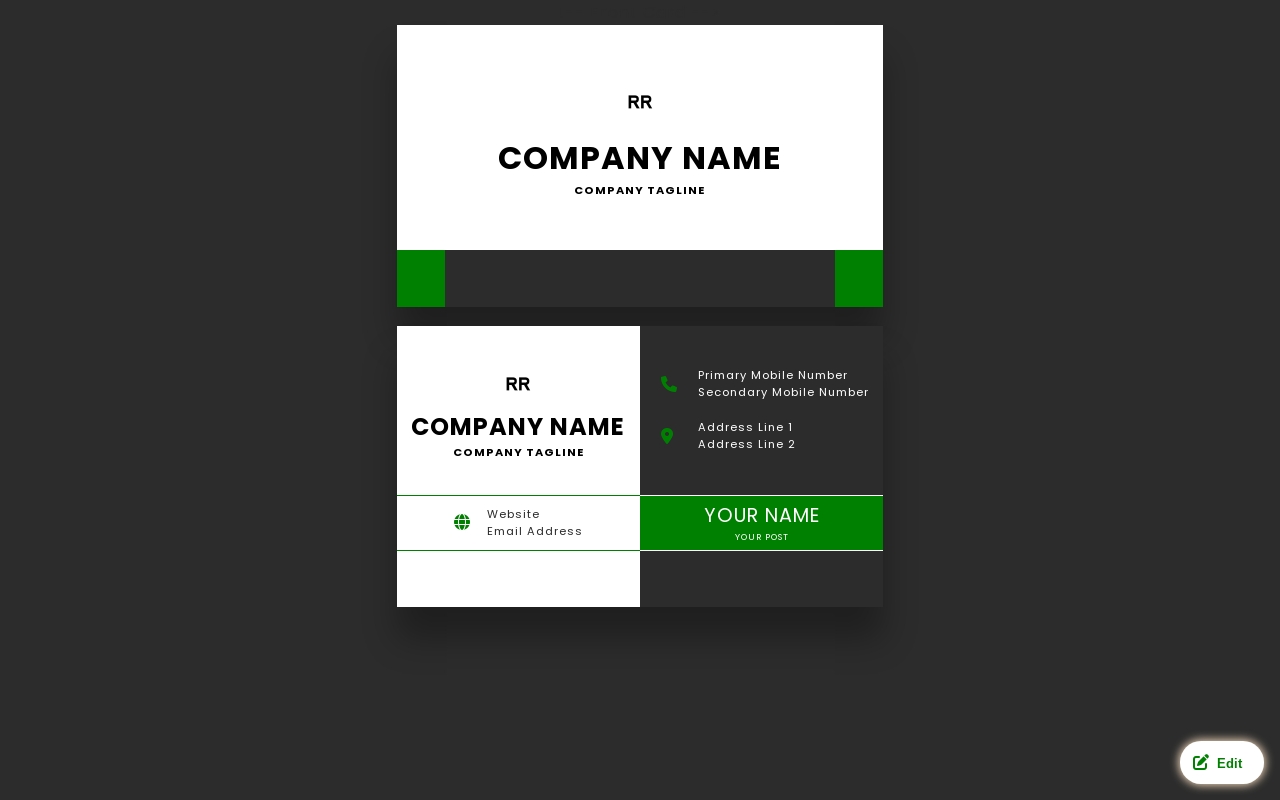 RR
COMPANY NAME
COMPANY TAGLINE
RR
COMPANY NAME
COMPANY TAGLINE
Primary Mobile Number
Secondary Mobile Number
Address Line 1
Address Line 2
Website
Email Address
YOUR NAME
YOUR POST
Edit